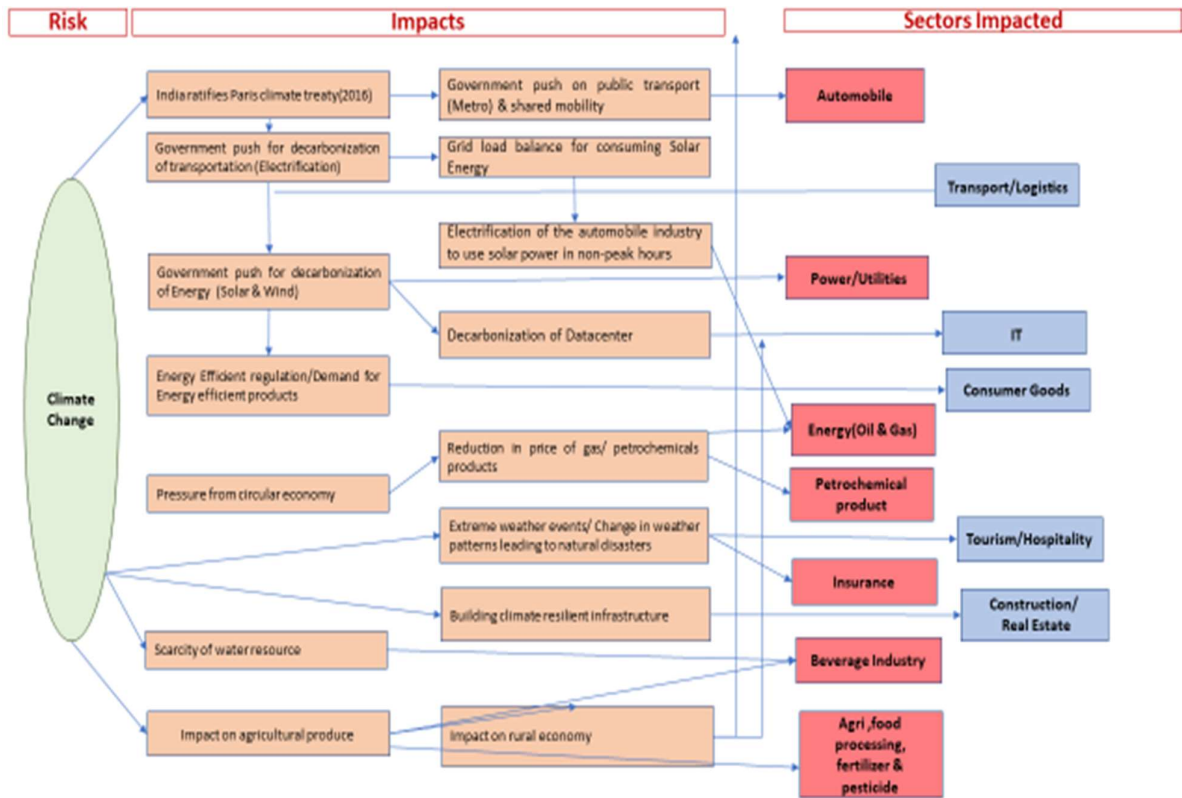 Risk
Impacts
Sectors Impacted
India ratifies Paris climate treaty(2016)
Government push on public transport
(Metro) & shared mobility
Automobile
Government push for decarbonization
of transportation (Electrification)
Grid load balance for consuming Solar
Energy
Transport/Logistics
Electrification of the automobile industry
to use solar power in non-peak hours
Government push for decarbonization
of Energy (Solar & Wind)
Power/Utilities
Decarbonization of Datacenter
IT
Climate
Change
Energy Efficient regulation/Demand for
Energy efficient products
Consumer Goods
Energy(Oil & Gas)
Reduction in price of gas/ petrochemicals
products
Pressure from circular economy
Petrochemical
product
Extreme weather events/ Change in weather
patterns leading to natural disasters
Tourism/Hospitality
Insurance
Building climate resilient infrastructure
Construction/
Real Estate
Scarcity of water resource
Beverage Industry
Impact on agricultural produce
Impact on rural economy
Agri ,food
processing,
fertilizer &
pesticide